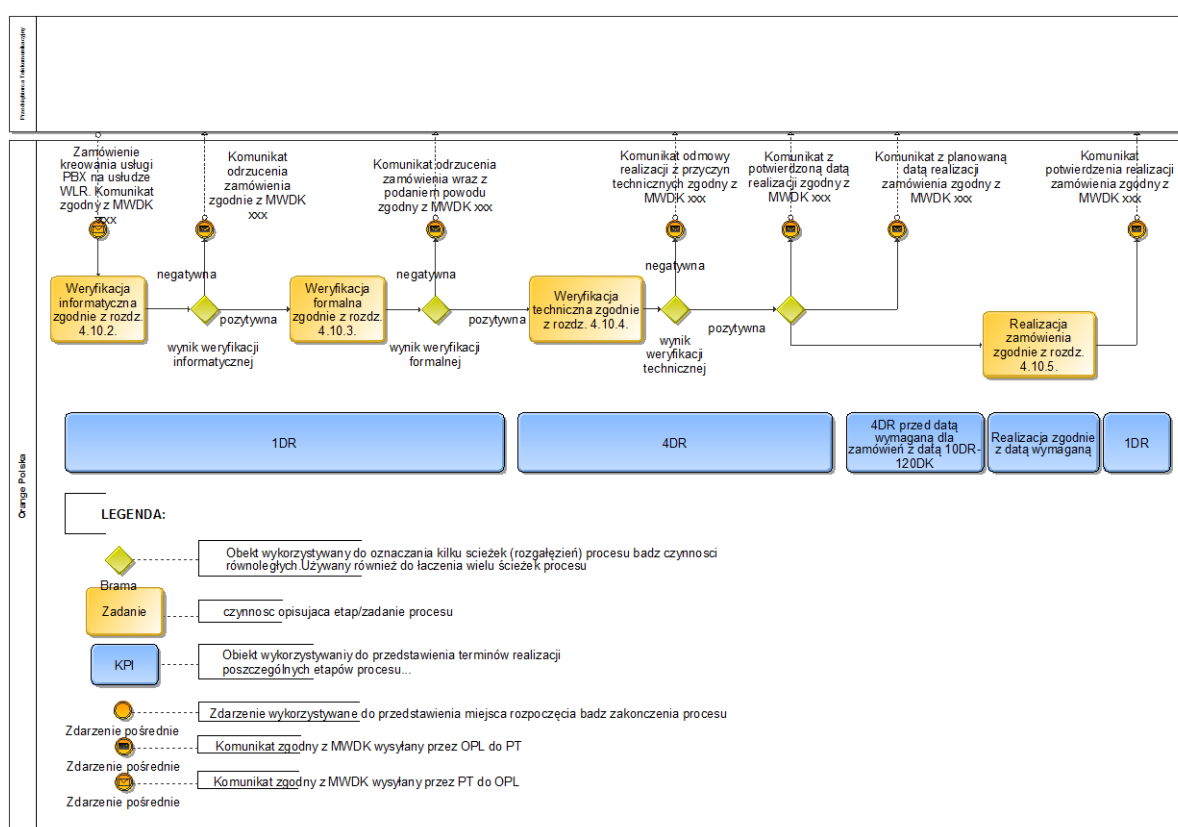 Przedsiębiorca Telekomunikacyjny
Orange Polska
Zamówienie
kreowania usługi
PBX na usłudze
WLR. Komunikat
zgodny z MWDK
xxx
Komunikat
odrzucenia
zamówienia
zgodnie z MWDK
xxx
Komunikat odrzucenia
zamówienia wraz z
podaniem powodu
zgodny z MWDK xxx
Komunikat odmowy
realizacji z przyczyn
technicznych zgodny z
MWDK xxx
Komunikat z
potwierdzoną datą
realizacji zgodny z
MWDK xxx
Komunikat z planowaną
datą realizacji
zamówienia zgodny z
MWDK xxx
Komunikat
potwierdzenia realizacji
zamówienia zgodny z
MWDK xxx
negatywna
negatywna
negatywna
Weryfikacja
informatyczna
zgodnie z rozdz.
4.10.2.
pozytywna
wynik weryfikacji
informatycznej
Weryfikacja
formalna
zgodnie z rozdz.
4.10.3.
pozytywna
wynik weryfikacji
formalnej
Weryfikacja
techniczna zgodnie
z rozdz. 4.10.4.
pozytywna
wynik
weryfikacji
technicznej
Realizacja
zamówienia
zgodnie z rozdz.
4.10.5.
1DR
4DR
4DR przed datą
wymaganą dla
zamówień z datą 10DR-
120DK
Realizacja zgodnie
z datą wymaganą
1DR
LEGENDA:
Brama
Obekt wykorzystywany do oznaczania kilku scieżek (rozgałęzień) procesu badz czynnosci
równoległych.Używany również do łaczenia wielu ścieżek procesu
Zadanie
czynnosc opisujaca etap/zadanie procesu
KPI
Obiekt wykorzystywaniy do przedstawienia terminów realizacji
poszczególnych etapów procesu...
Zdarzenie pośrednie
Zdarzenie wykorzystywane do przedstawienia miejsca rozpoczęcia badz zakonczenia procesu
Zdarzenie pośrednie
Komunikat zgodny z MWDK wysyłany przez OPL do PT
Zdarzenie pośrednie
Komunikat zgodny z MWDK wysyłany przez PT do OPL